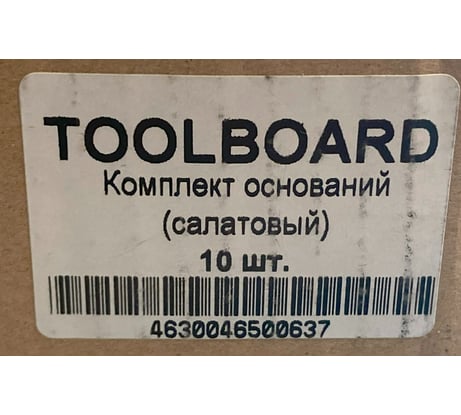 TOOLBOARD
Комплект оснований
(салатовый)
10 шт.
4630046500637